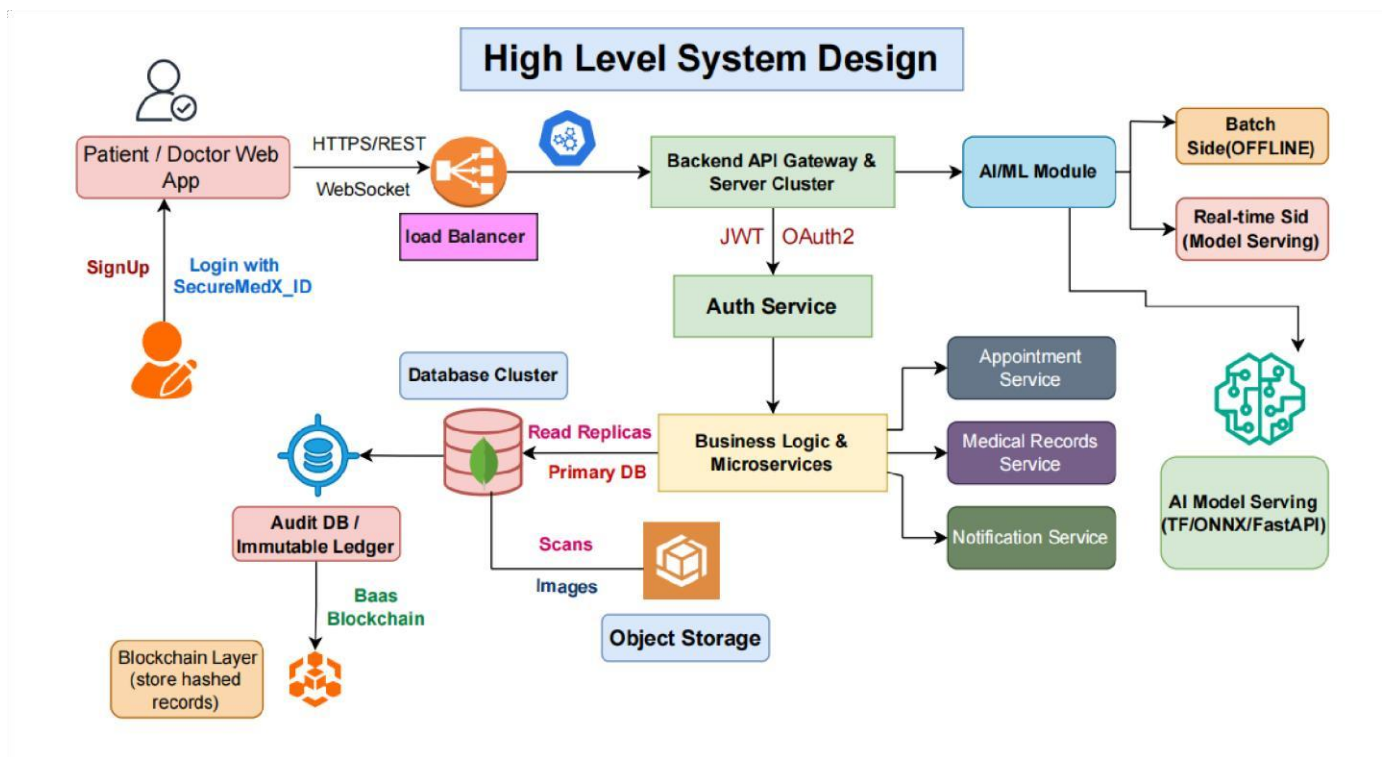 High Level System Design
Patient / Doctor Web
App
HTTPS/REST
WebSocket
load Balancer
Backend API Gateway &
Server Cluster
AI/ML Module
Batch
Side(OFFLINE)
Real-time Sid
(Model Serving)
SignUp
Login with
SecureMedX_ID
JWT
OAuth2
Auth Service
Database Cluster
Read Replicas
Primary DB
Business Logic &
Microservices
Appointment
Service
Medical Records
Service
Notification Service
AI Model Serving
(TF/ONNX/FastAPI)
Audit DB /
Immutable Ledger
Scans
Images
Object Storage
Baas
Blockchain
Blockchain Layer
(store hashed
records)